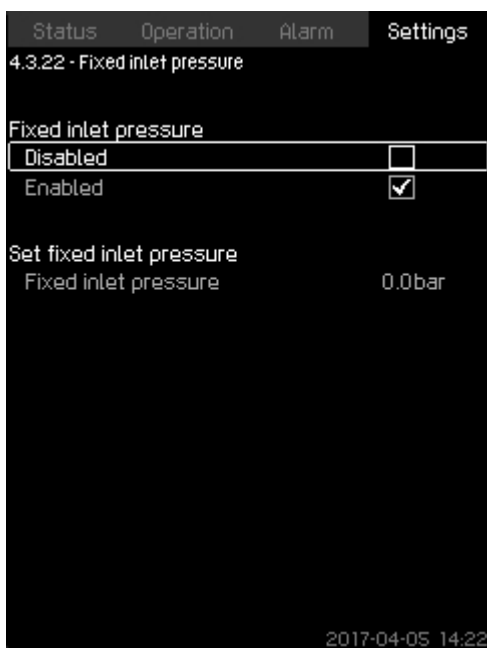 Status Operation Alarm Settings
4.3.22 - Fixed inlet pressure
Fixed inlet pressure
Disabled
Enabled
Set fixed inlet pressure
Fixed inlet pressure 0.0bar
2017-04-05 14:22